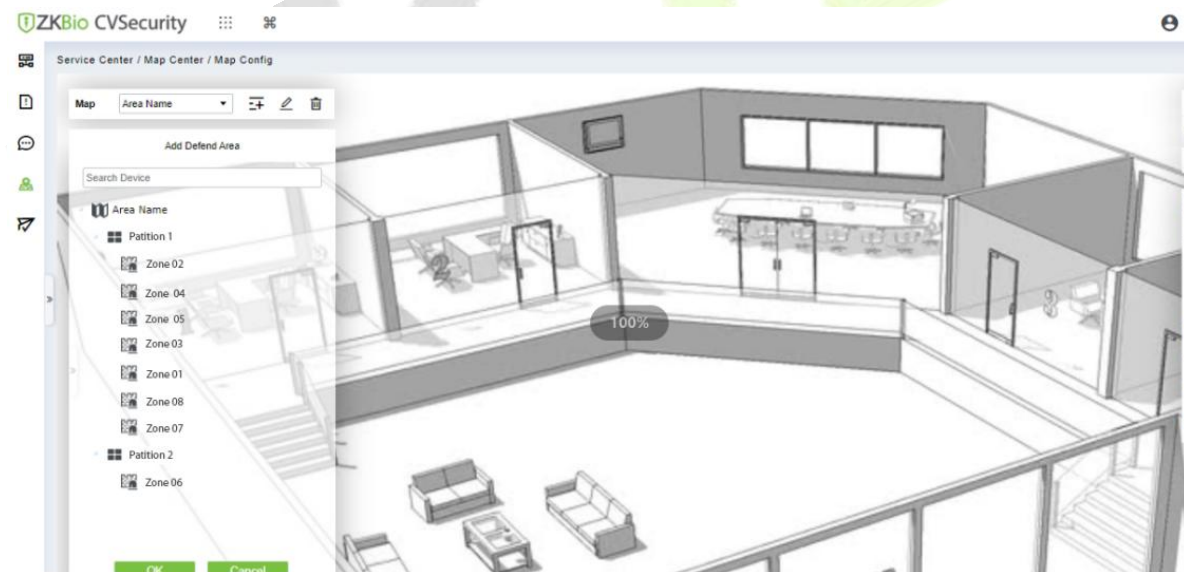 ZKBio CVSecurity
Service Center / Map Center / Map Config
Map Area Name
Add Defend Area
Search Device
Area Name
Patition 1
Zone 02
Zone 04
Zone 05
Zone 03
Zone 01
Zone 08
Zone 07
Patition 2
Zone 06
OK Cancel
100%